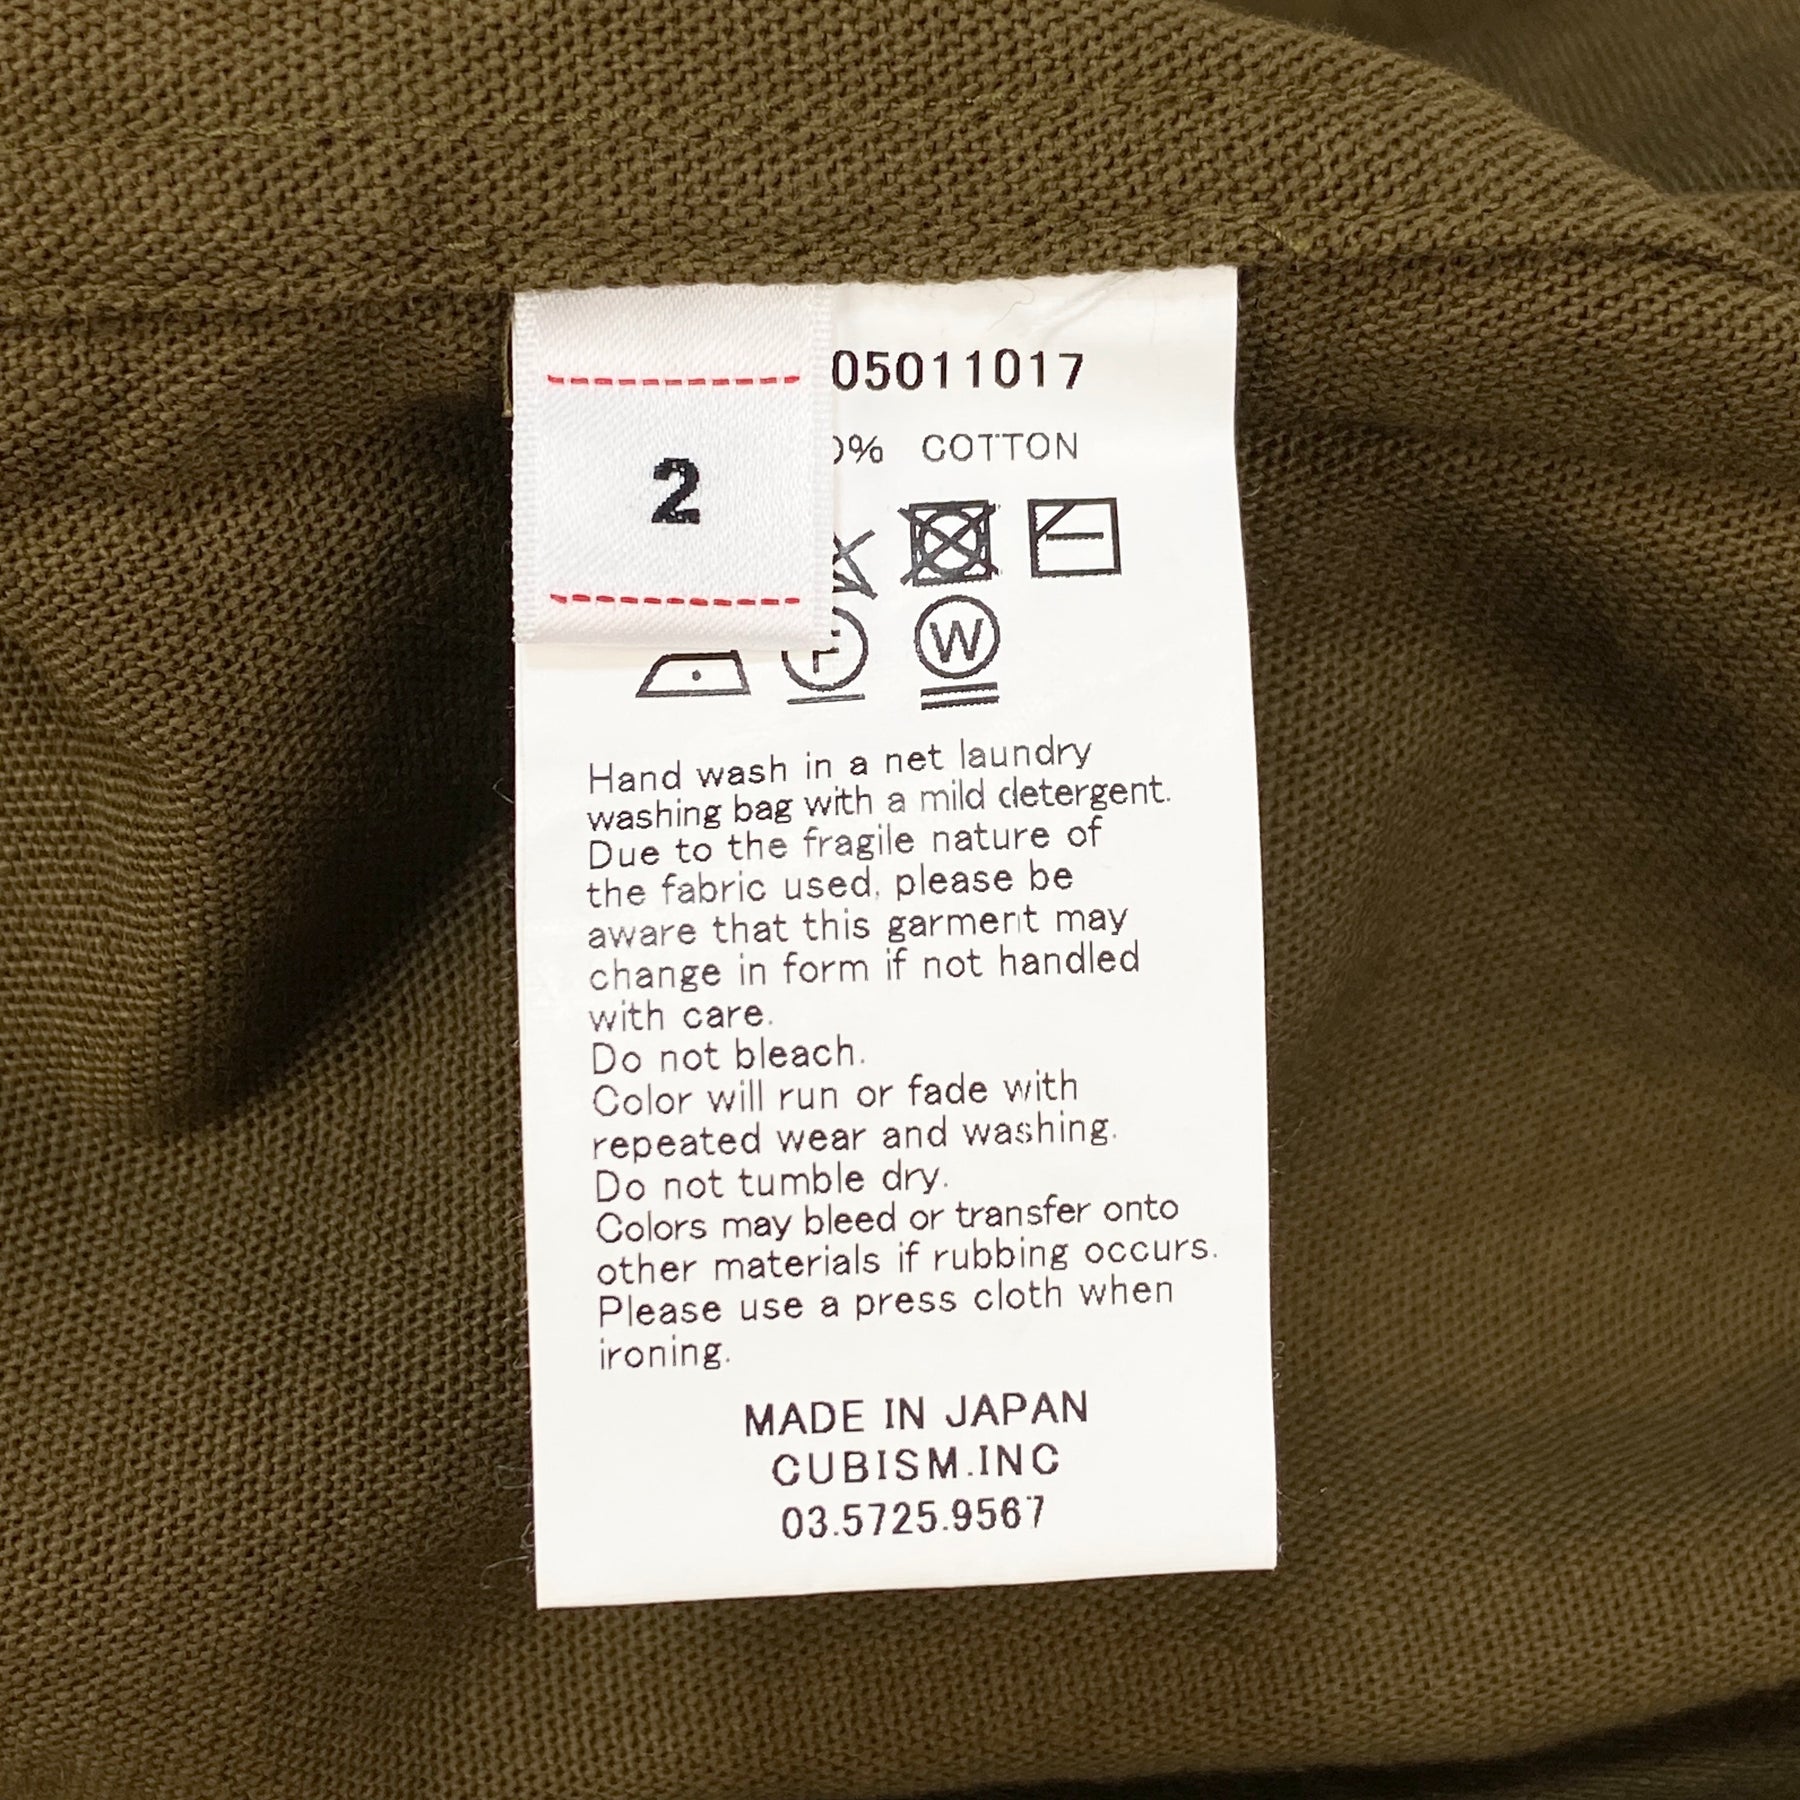 05011017
2
COTTON
F
W
Hand wash in a net laundry
washing bag with a mild detergent.
Due to the fragile nature of
the fabric used, please be
aware that this garment may
change in form if not handled
with care.
Do not bleach.
Color will run or fade with
repeated wear and washing.
Do not tumble dry.
Colors may bleed or transfer onto
other materials if rubbing occurs.
Please use a press cloth when
ironing.
MADE IN JAPAN
CUBISM.INC
03.5725.9567